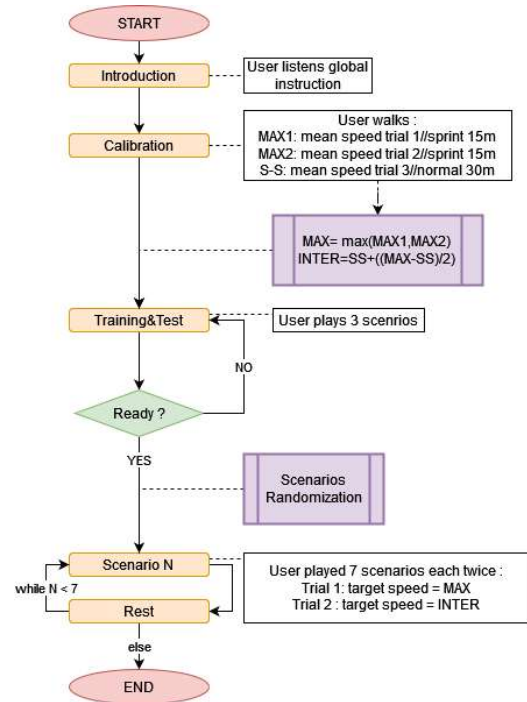 START
Introduction
User listens global
instruction
Calibration
User walks :
MAX1: mean speed trial 1//sprint 15m
MAX2: mean speed trial 2//sprint 15m
S-S: mean speed trial 3//normal 30m
MAX= max(MAX1,MAX2)
INTER=SS+((MAX-SS)/2)
Training&Test
User plays 3 scenrios
NO
Ready ?
YES
Scenarios
Randomization
Scenario N
while N < 7
Rest
User played 7 scenarios each twice :
Trial 1: target speed = MAX
Trial 2 : target speed = INTER
else
END